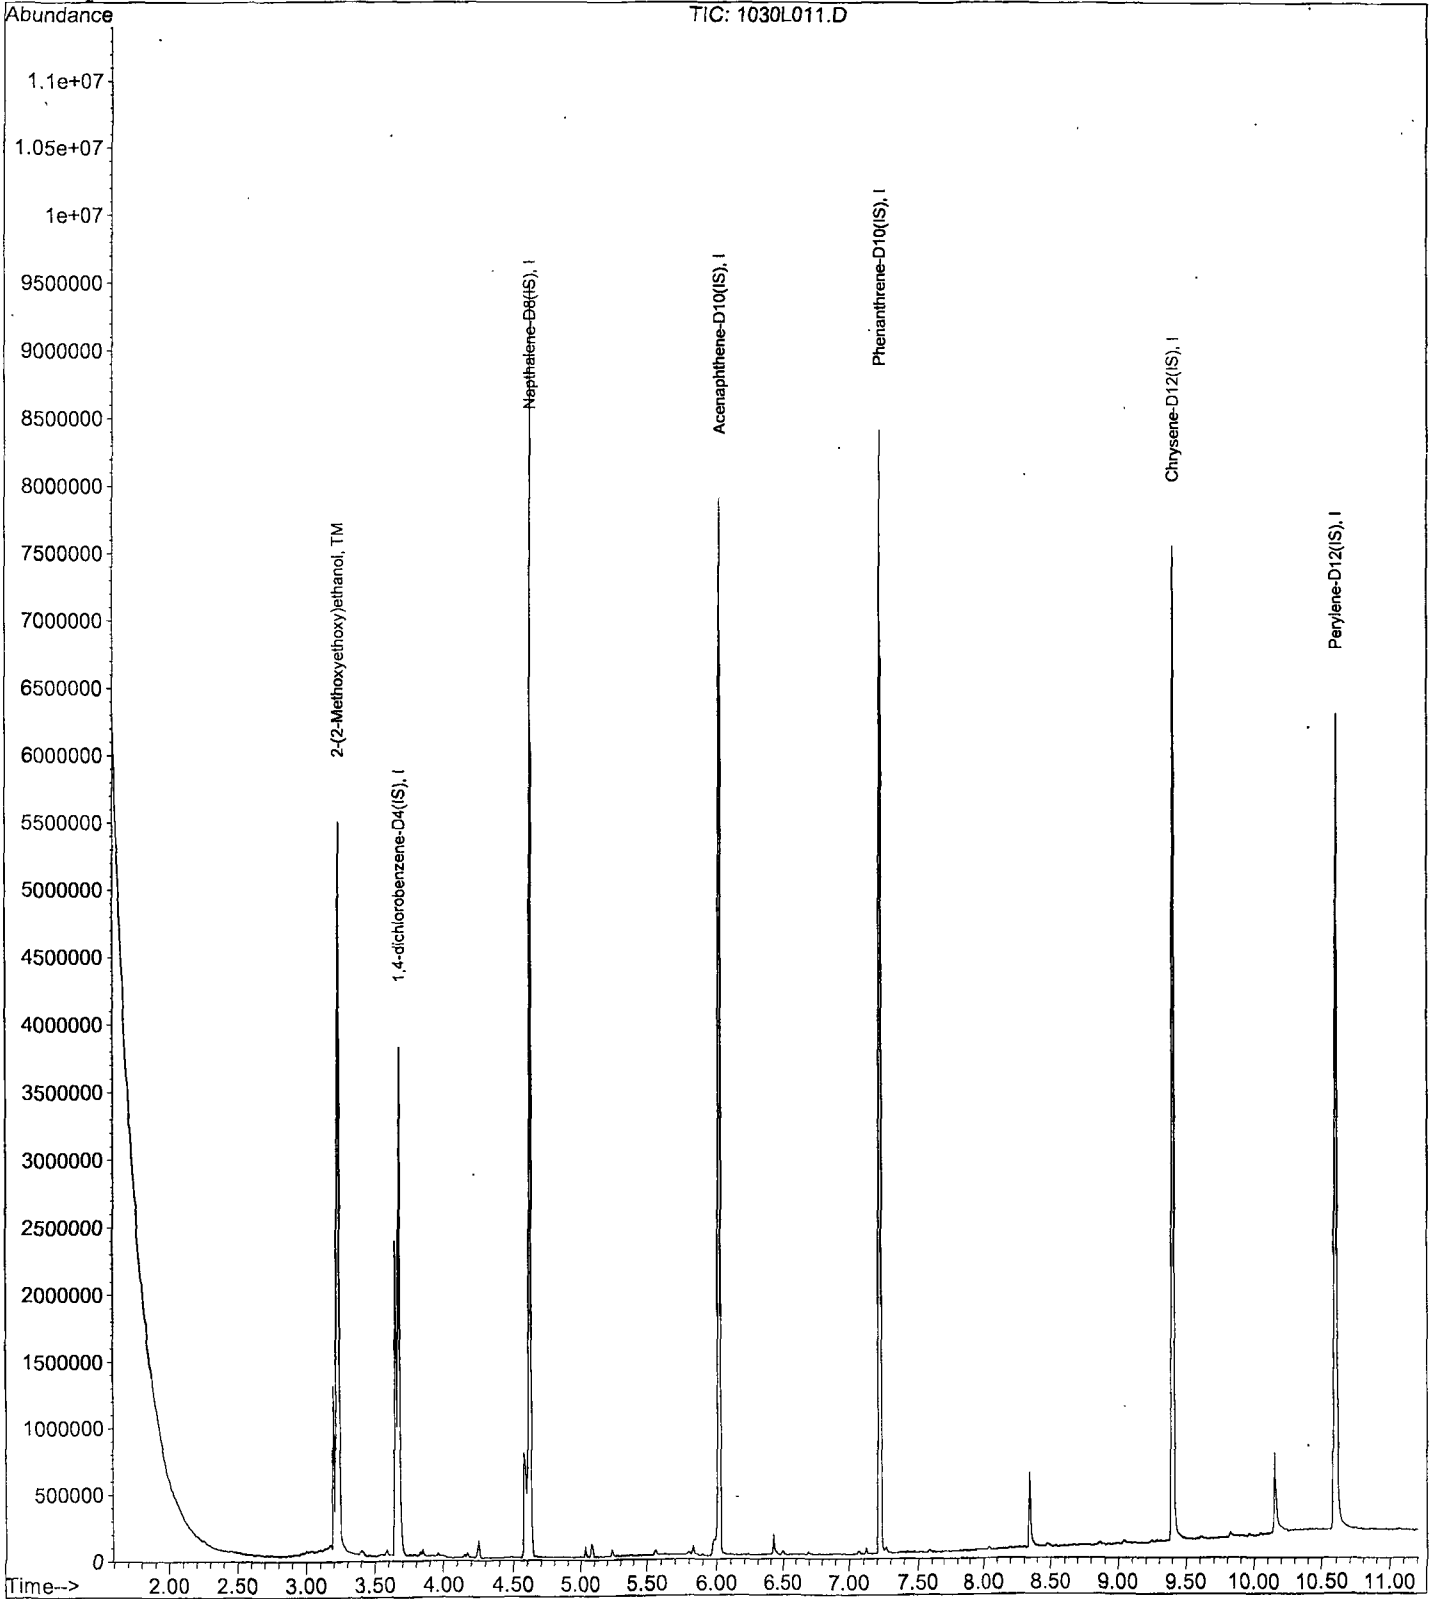 Abundance
TIC: 1030L011.D
1.1e+07
1.05e+07
1e+07
9500000
9000000
8500000
8000000
7500000
7000000
6500000
6000000
5500000
5000000
4500000
4000000
3500000
3000000
2500000
2000000
1500000
1000000
500000
0
2-(2-Methoxyethoxy)ethanol, TM
1,4-dichlorobenzene-D4(IS), I
Napthalene-D8(IS), I
Acenaphthene-D10(IS), I
Phenanthrene-D10(IS), I
Chrysene-D12(IS), I
Perylene-D12(IS), I
Time--> 2.00 2.50 3.00 3.50 4.00 4.50 5.00 5.50 6.00 6.50 7.00 7.50 8.00 8.50 9.00 9.50 10.00 10.50 11.00